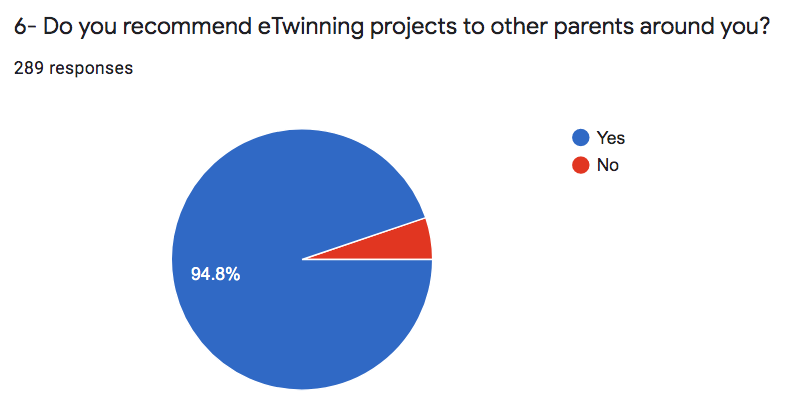 6- Do you recommend eTwinning projects to other parents around you?
289 responses
Yes
No
94.8%